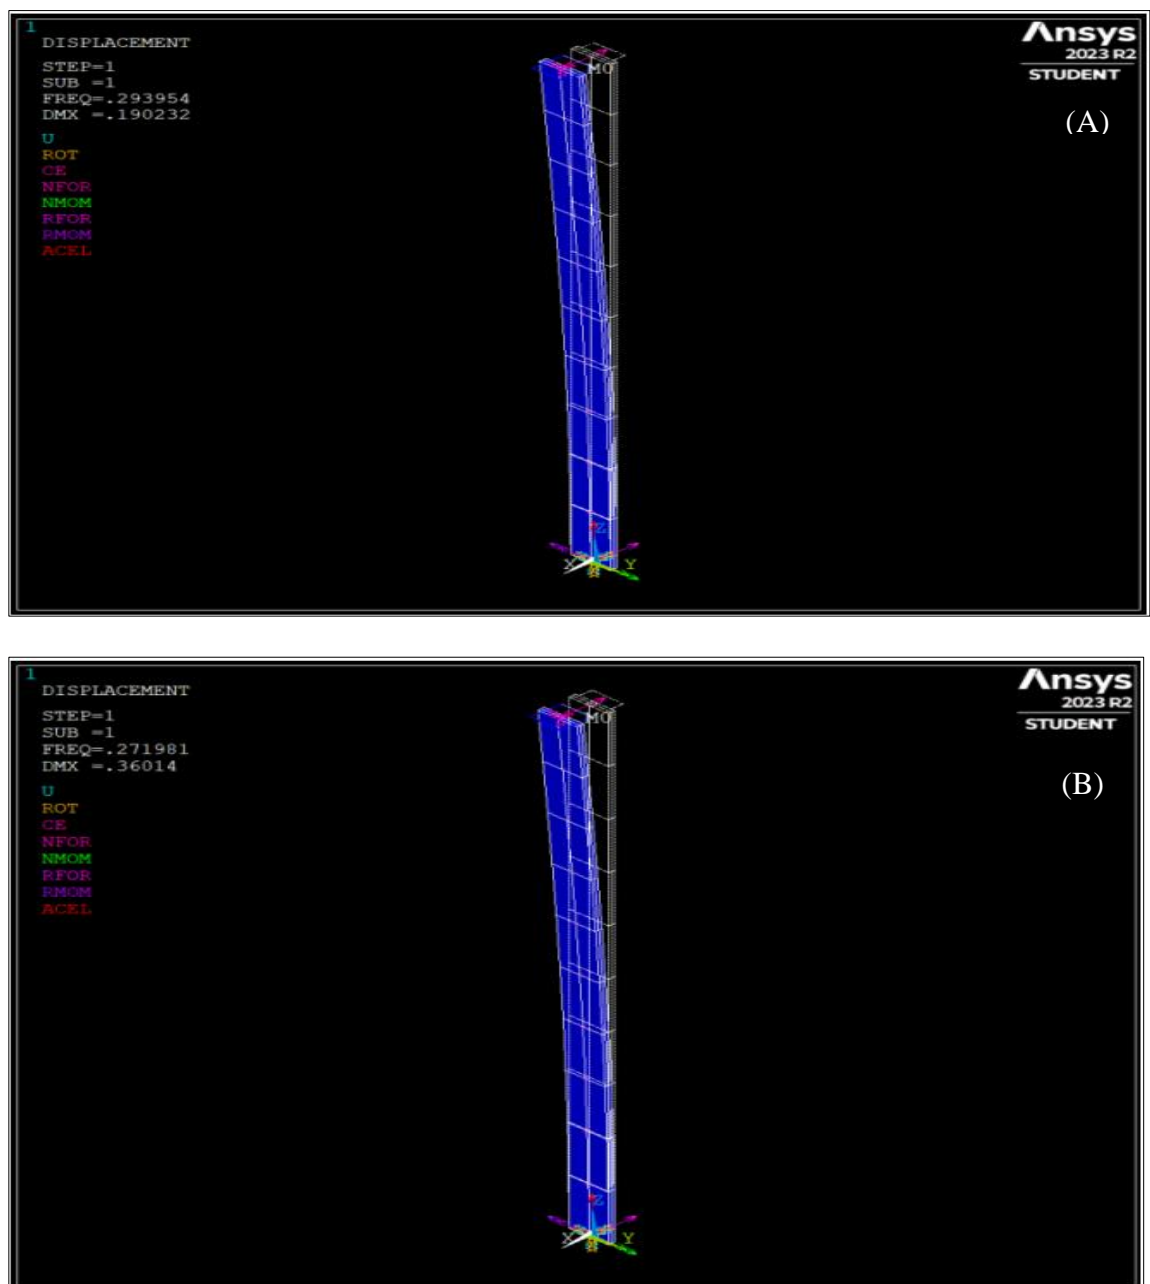 1
DISPLACEMENT
STEP=1
SUB =1
FREQ=.293954
DMX =.190232
U
ROT
CE
NFOR
NMOM
RFOR
RMOM
ACEL
Ansys
2023 R2
STUDENT
(A)
MO
Z
X
Y
1
DISPLACEMENT
STEP=1
SUB =1
FREQ=.271981
DMX =.36014
U
ROT
CE
NFOR
NMOM
RFOR
RMOM
ACEL
Ansys
2023 R2
STUDENT
(B)
MO
Z
X
Y